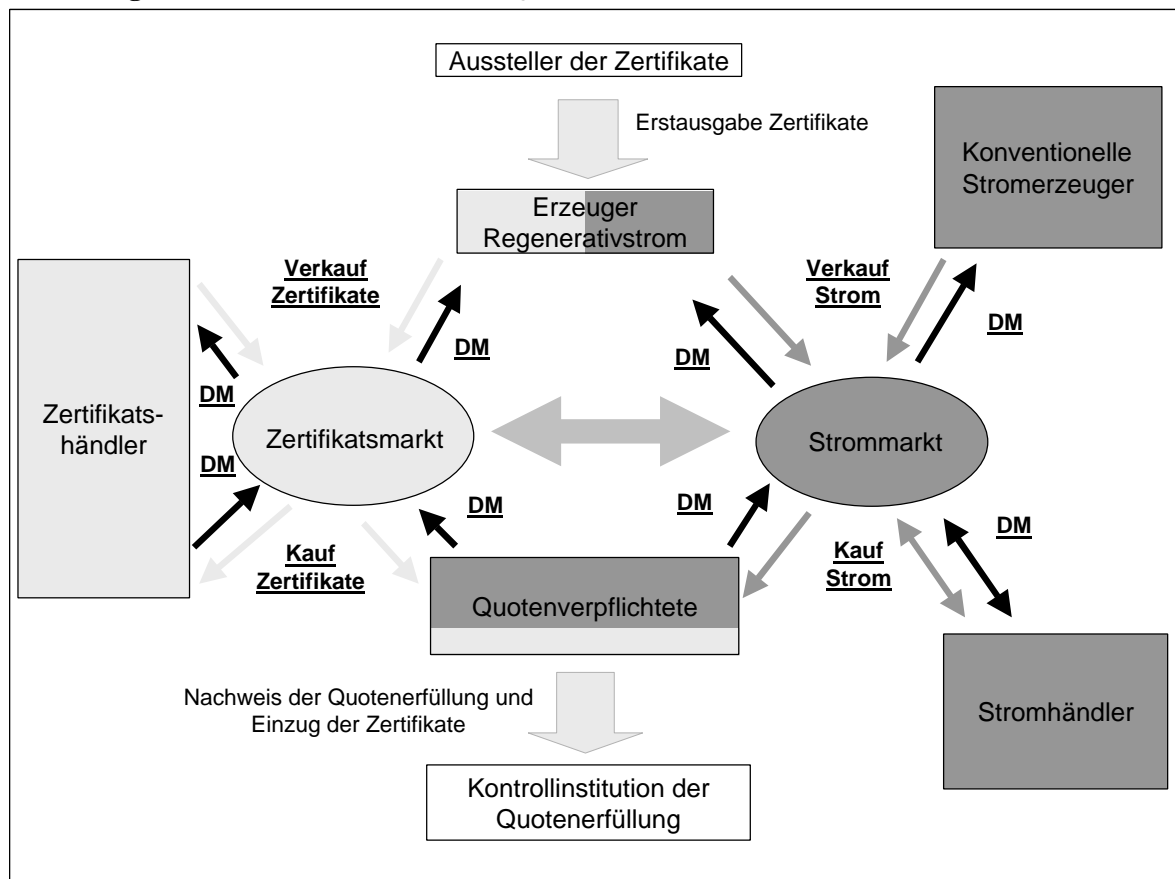 Aussteller der Zertifikate
Erstausgabe Zertifikate
Konventionelle
Stromerzeuger
Erzeuger
Regenerativstrom
Verkauf
Zertifikate
Verkauf
Strom
DM
DM
DM
DM
Zertifikats-
händler
Zertifikatsmarkt
Strommarkt
DM
DM
DM
DM
Kauf
Zertifikate
Kauf
Strom
Quotenverpflichtete
Nachweis der Quotenerfüllung und
Einzug der Zertifikate
Stromhändler
Kontrollinstitution der
Quotenerfüllung